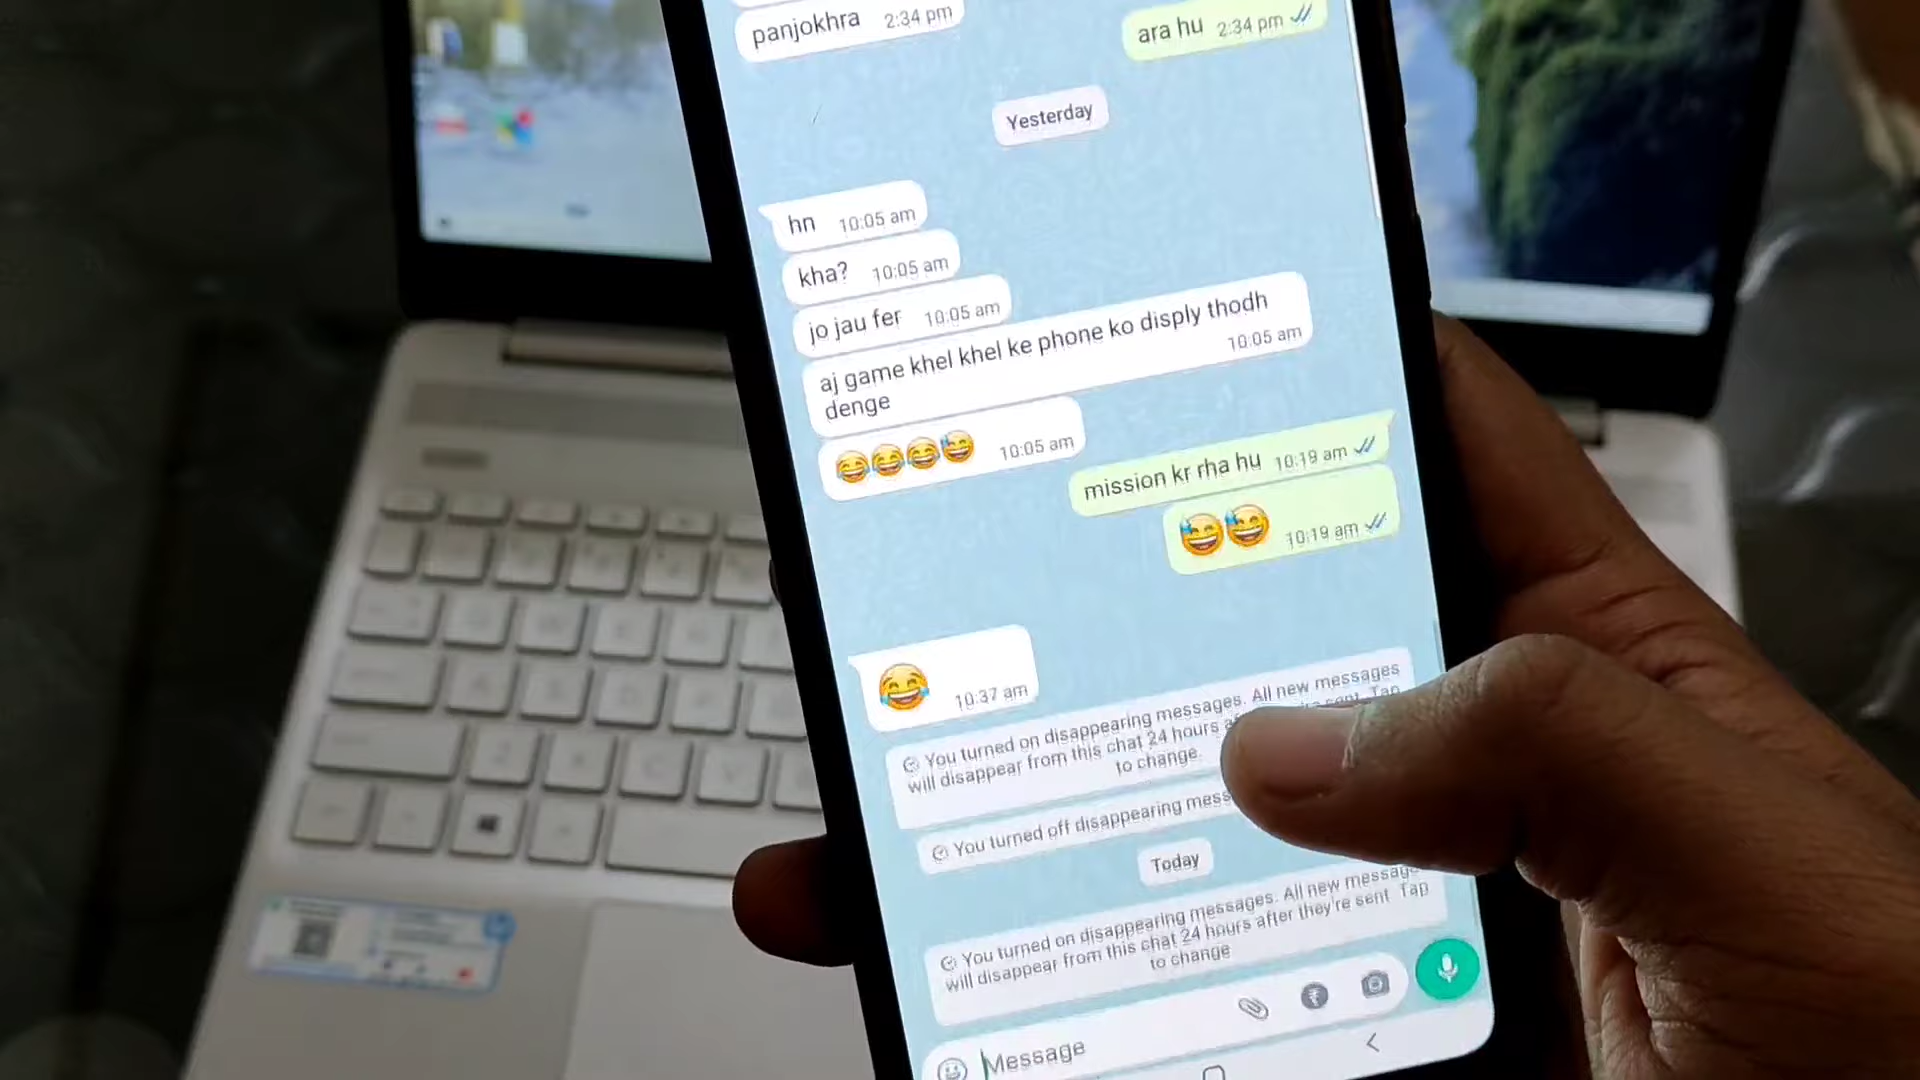 panjokhra 2:34 pm
ara hu 2:34 pm
Yesterday
hn 10:05 am
kha? 10:05 am
jo jau fer 10:05 am
aj game khel khel ke phone ko disply thodh
denge 10:05 am
😂😂😂😅 10:05 am
mission kr rha hu 10:19 am
😅😅 10:19 am
😂 10:37 am
You turned on disappearing messages. All new messages
will disappear from this chat 24 hours sent. Tap
to change.
You turned off disappearing
Today
You turned on disappearing messages. All new
will disappear from this chat 24 hours after they're sent Tap
to change
Message